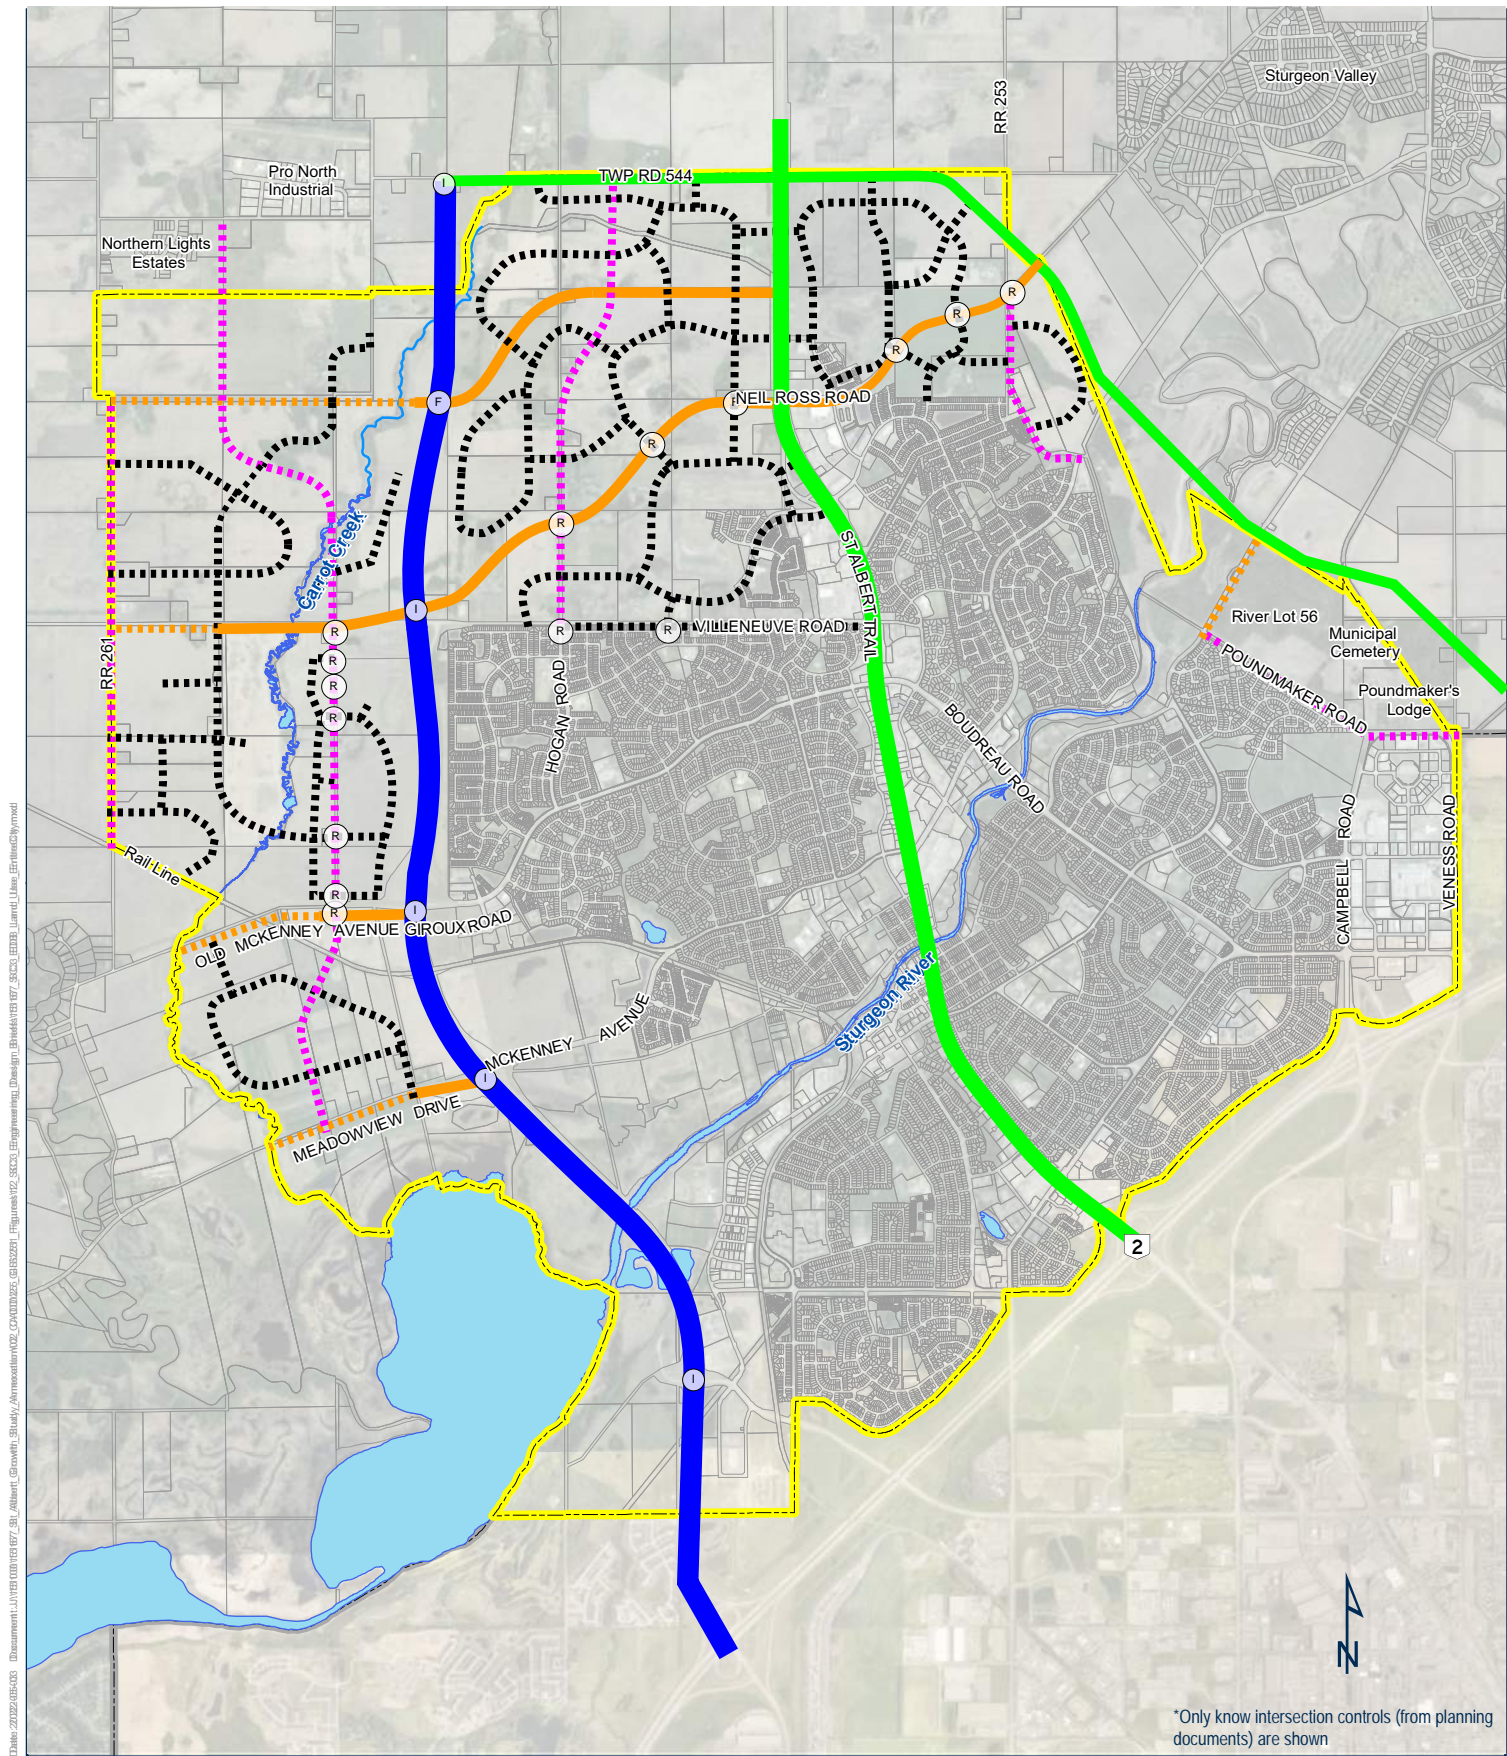 Sturgeon Valley
RR 253
Pro North
Industrial
TWP RD 544
Northern Lights
Estates
I
R
R
R
F
R
NEIL ROSS ROAD
R
R
Carrot Creek
ST ALBERT TRAIL
I
R
R
R
VILLENEUVE ROAD
River Lot 56
Municipal
Cemetery
RR 261
R
R
R
POUNDMAKER ROAD
Poundmaker's
Lodge
HOGAN ROAD
BOUDREAU ROAD
CAMPBELL ROAD
VENESS ROAD
R
Rail Line
R
R
I
OLD MCKENNEY AVENUE
GIROUX ROAD
Sturgeon River
MCKENNEY AVENUE
I
MEADOWVIEW DRIVE
2
I
N
*Only know intersection controls (from planning
documents) are shown